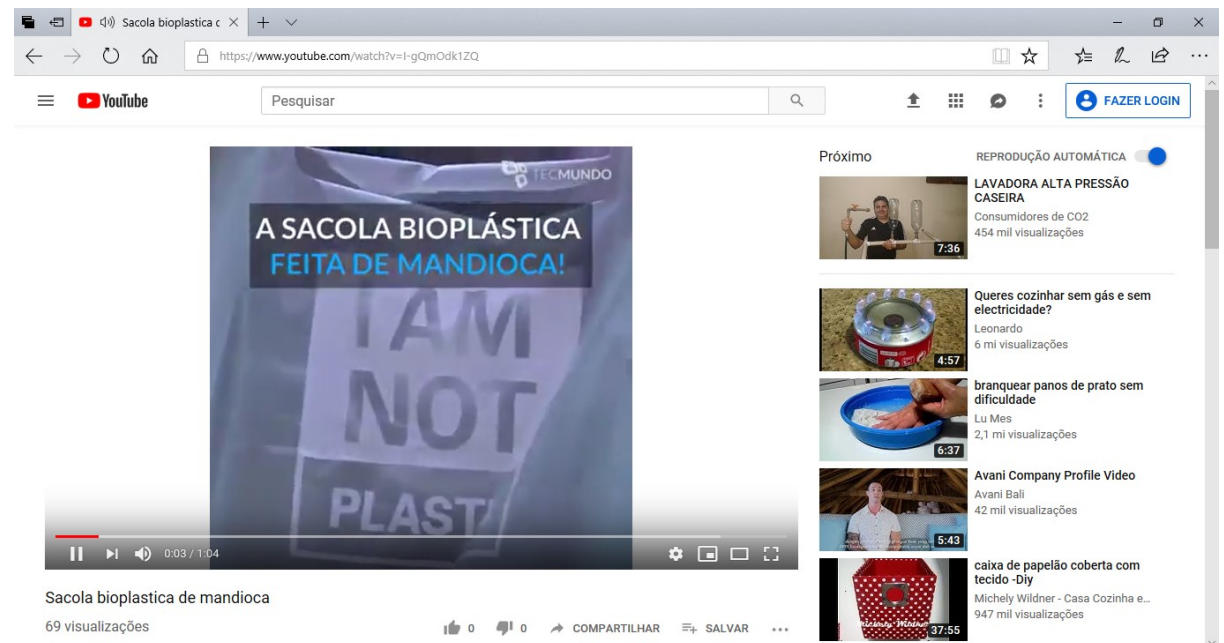 Sacola bioplastica c
https://www.youtube.com/watch?v=I-gQmOdk1ZQ
YouTube
Pesquisar
FAZER LOGIN
TECMUNDO
A SACOLA BIOPLÁSTICA
FEITA DE MANDIOCA!
I AM
NOT
PLASTI
0:03 / 1:04
Sacola bioplastica de mandioca
69 visualizações
0
0
COMPARTILHAR
SALVAR
Próximo
REPRODUÇÃO AUTOMÁTICA
LAVADORA ALTA PRESSÃO
CASEIRA
Consumidores de CO2
454 mil visualizações
7:36
Queres cozinhar sem gás e sem
electricidade?
Leonardo
6 mi visualizações
4:57
branquear panos de prato sem
dificuldade
Lu Mes
2,1 mi visualizações
6:37
Avani Company Profile Video
Avani Bali
42 mil visualizações
5:43
caixa de papelão coberta com
tecido -Diy
Michely Wildner - Casa Cozinha e...
947 mil visualizações
37:55